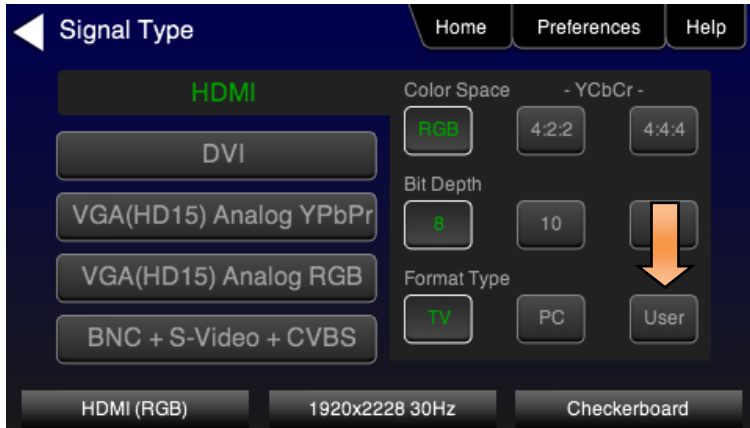 Signal Type
Home
Preferences
Help
HDMI
DVI
VGA(HD15) Analog YPbPr
VGA(HD15) Analog RGB
BNC + S-Video + CVBS
Color Space
- YCbCr -
RGB
4:2:2
4:4:4
Bit Depth
8
10
Format Type
TV
PC
User
HDMI (RGB)
1920x2228 30Hz
Checkerboard